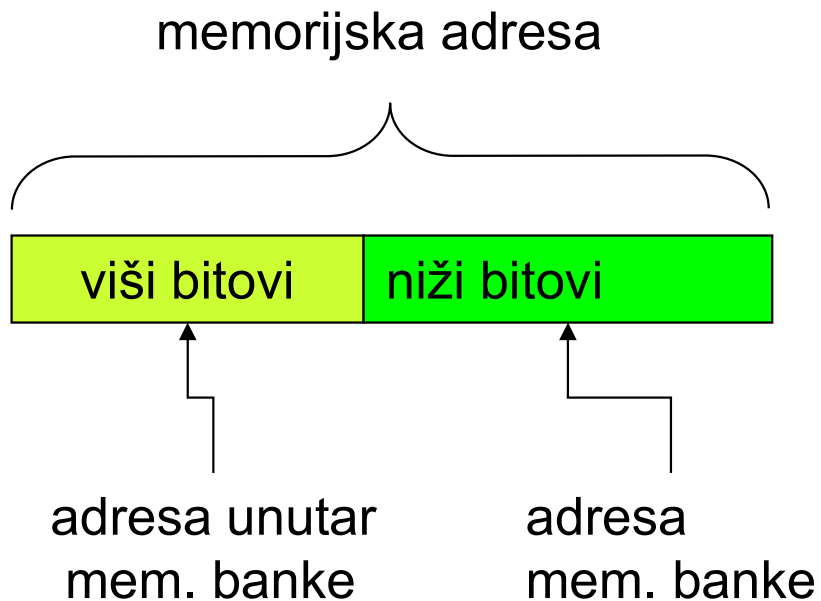 memorijska adresa
viši bitovi
niži bitovi
adresa unutar
mem. banke
adresa
mem. banke